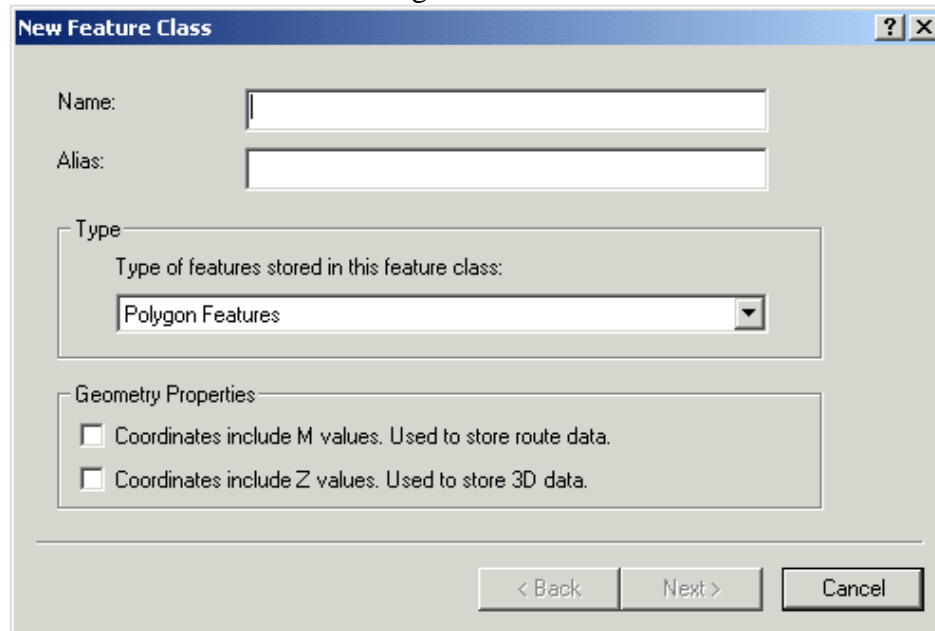 New Feature Class ? X
Name:
Alias:
Type
Type of features stored in this feature class:
Polygon Features
Geometry Properties
Coordinates include M values. Used to store route data.
Coordinates include Z values. Used to store 3D data.
< Back Next > Cancel